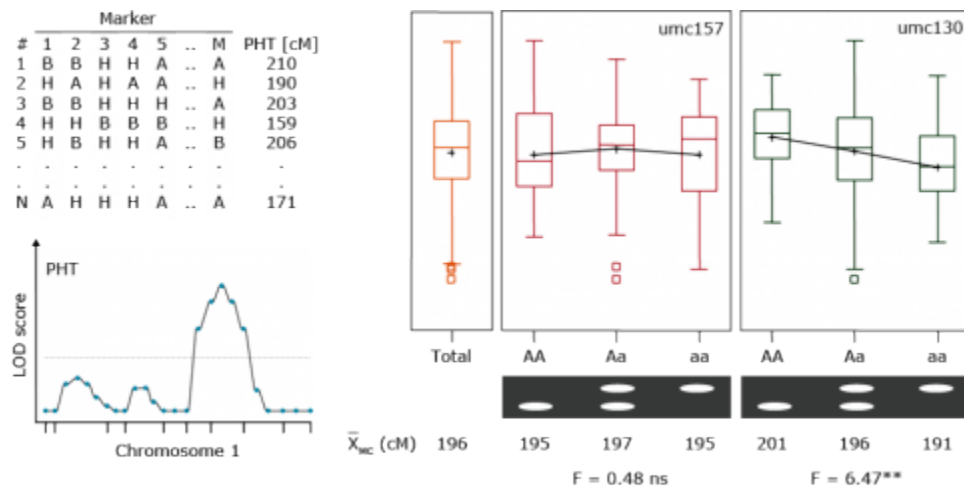 Marker
# 1 2 3 4 5 .. M PHT [cM]
1 B B H H A .. A 210
2 H A H A A .. H 190
3 B B H H H .. A 203
4 H H B B B .. H 159
5 H B H H A .. B 206
. . . . . . . .
. . . . . . . .
N A H H H A .. A 171
PHT
LOD score
Chromosome 1
umc157
umc130
Total AA Aa aa AA Aa aa
X̅MC (cM) 196 195 197 195 201 196 191
F = 0.48 ns F = 6.47**